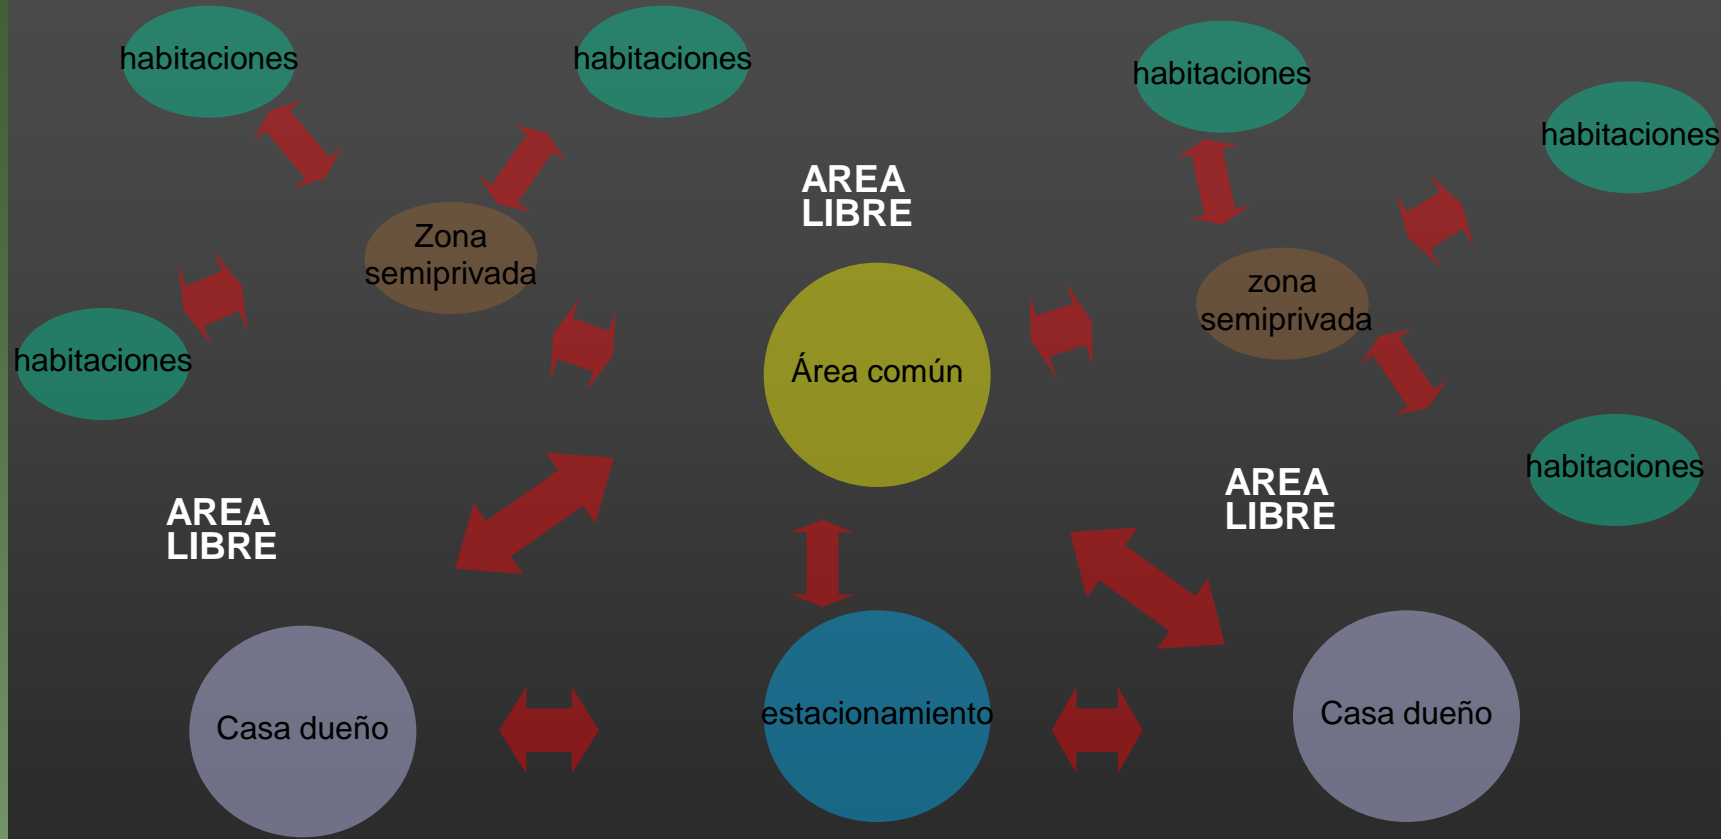 habitaciones
habitaciones
habitaciones
habitaciones
AREA
LIBRE
Zona
semiprivada
zona
semiprivada
habitaciones
Área común
habitaciones
AREA
LIBRE
AREA
LIBRE
Casa dueño
estacionamiento
Casa dueño